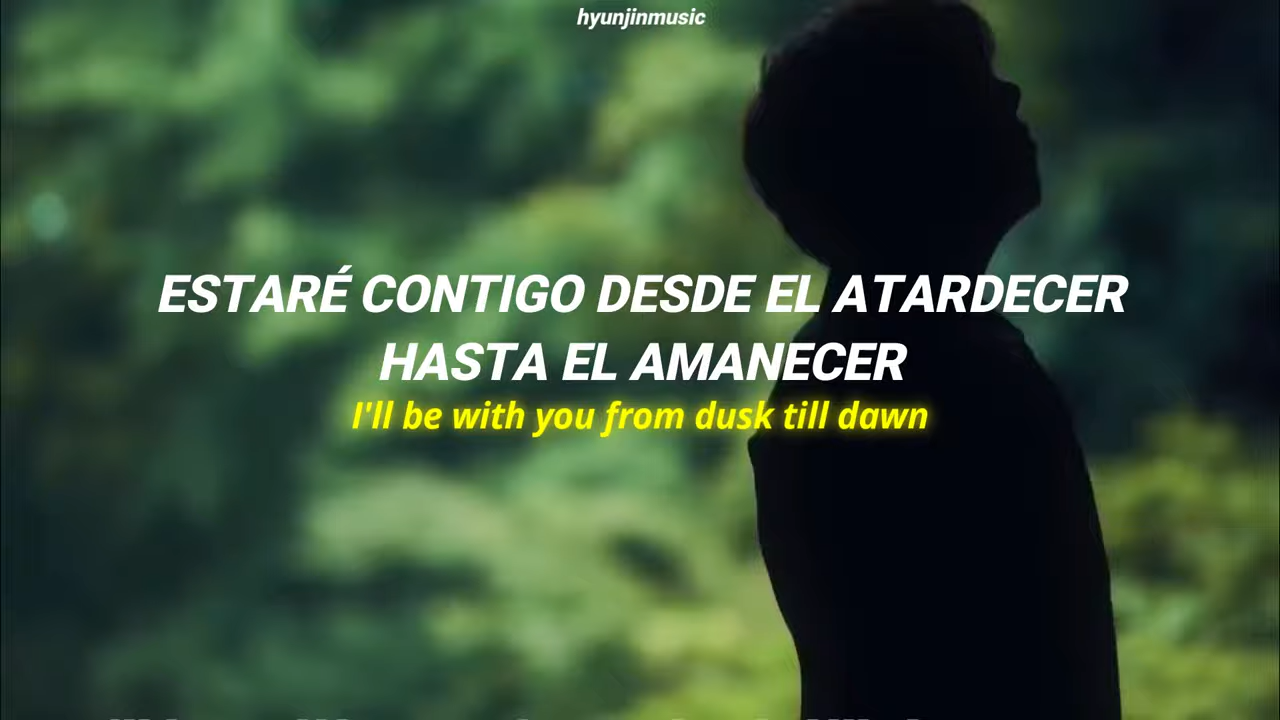 hyunjinmusic
ESTARÉ CONTIGO DESDE EL ATARDECER
HASTA EL AMANECER
I'll be with you from dusk till dawn